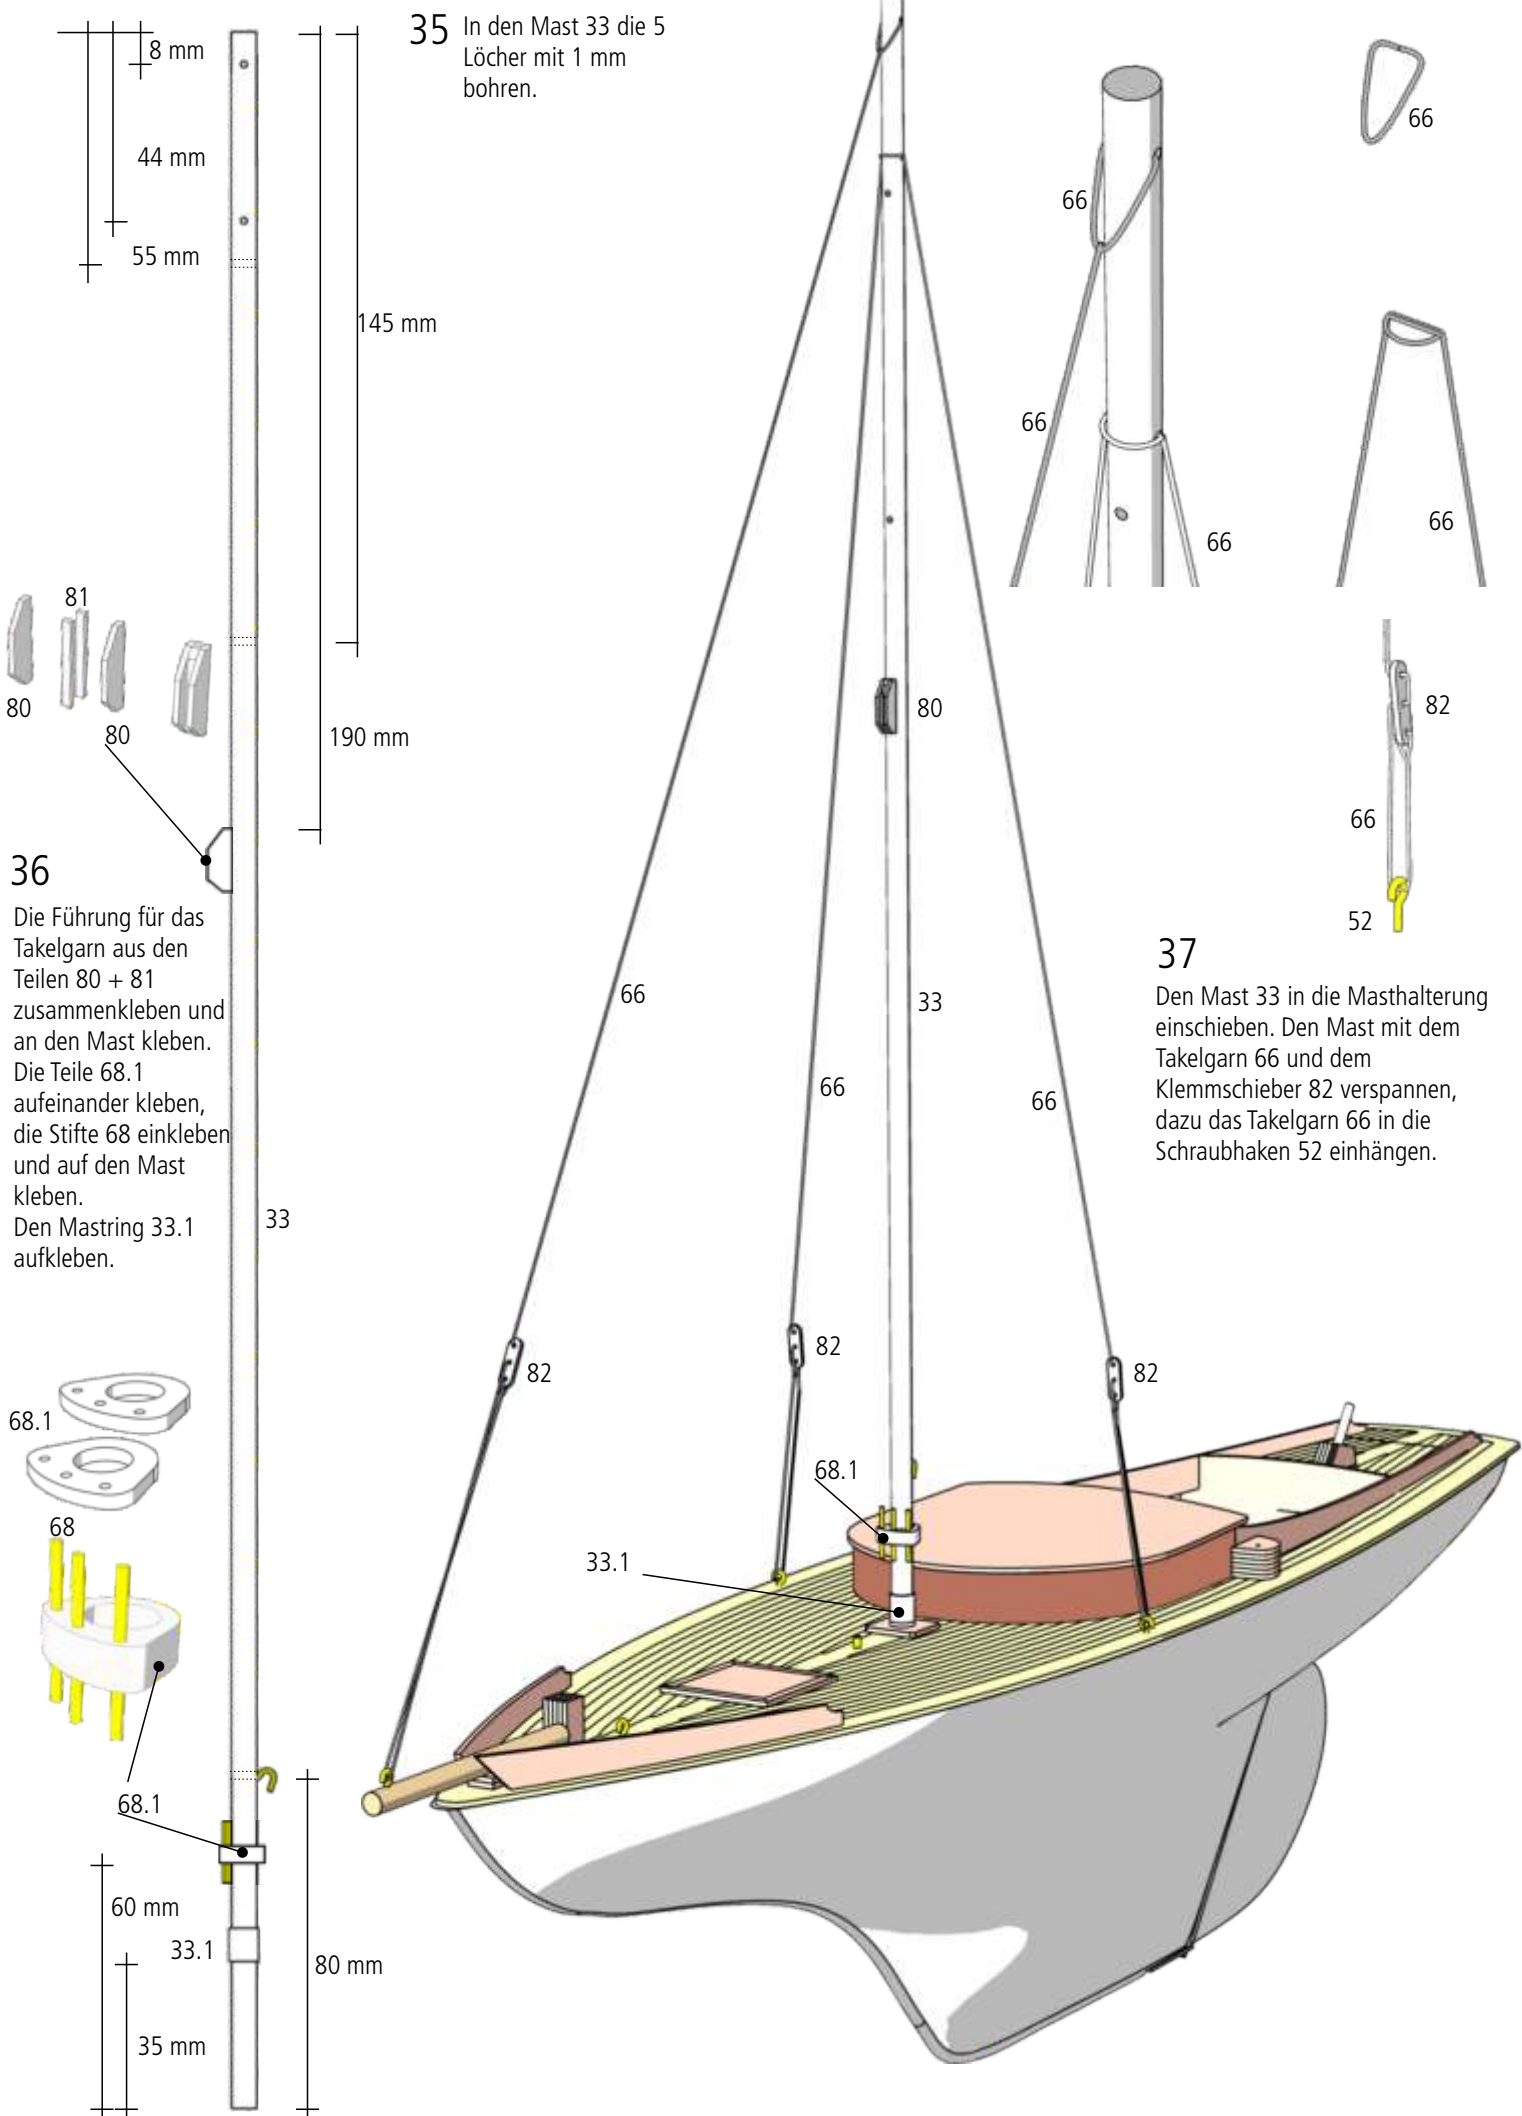 35 In den Mast 33 die 5
Löcher mit 1 mm
bohren.
8 mm
44 mm
55 mm
145 mm
190 mm
81
80
80
66
66
66
66
66
80
82
66
52
36
Die Führung für das
Takelgarn aus den
Teilen 80 + 81
zusammenkleben und
an den Mast kleben.
Die Teile 68.1
aufeinander kleben,
die Stifte 68 einkleben
und auf den Mast
kleben.
Den Mastring 33.1
aufkleben.
33
37
Den Mast 33 in die Masthalterung
einschieben. Den Mast mit dem
Takelgarn 66 und dem
Klemmschieber 82 verspannen,
dazu das Takelgarn 66 in die
Schraubhaken 52 einhängen.
66
33
66
66
82
82
82
68.1
33.1
68.1
68
68.1
60 mm
33.1
80 mm
35 mm